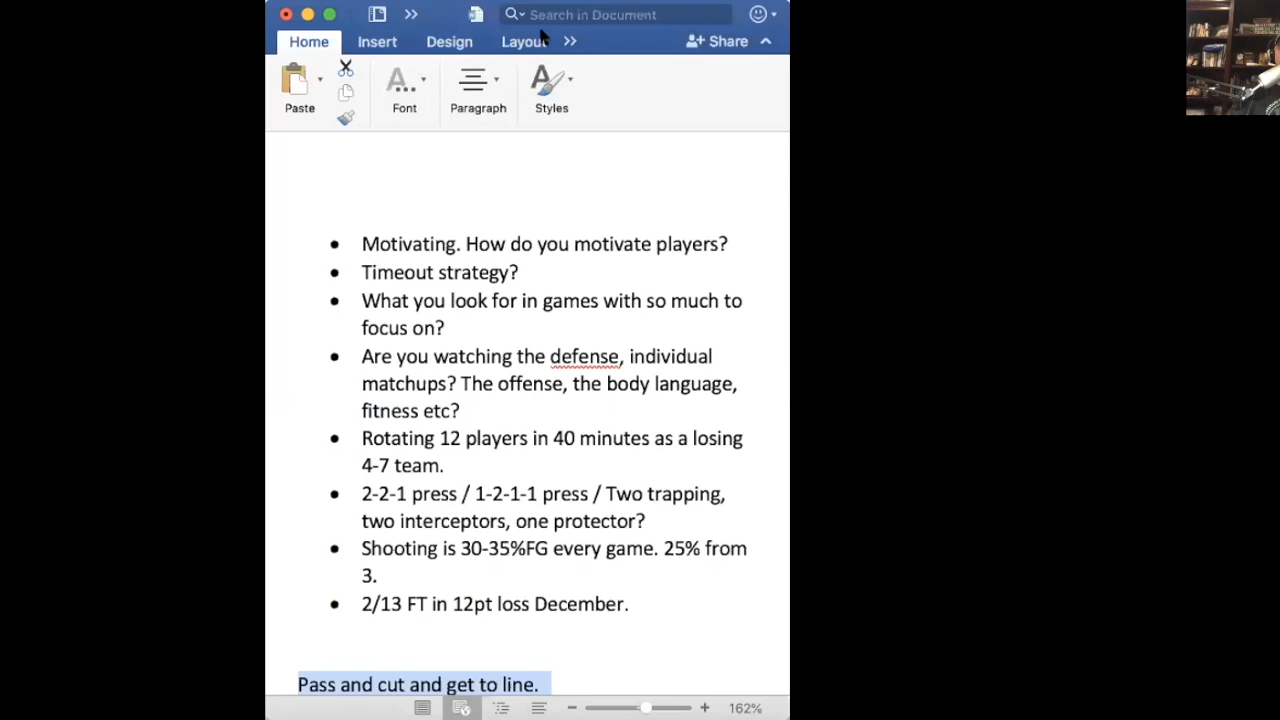 Search in Document
Home Insert Design Layout Share
Paste Font Paragraph Styles
• Motivating. How do you motivate players?
• Timeout strategy?
• What you look for in games with so much to
focus on?
• Are you watching the defense, individual
matchups? The offense, the body language,
fitness etc?
• Rotating 12 players in 40 minutes as a losing
4-7 team.
• 2-2-1 press / 1-2-1-1 press / Two trapping,
two interceptors, one protector?
• Shooting is 30-35%FG every game. 25% from
3.
• 2/13 FT in 12pt loss December.
Pass and cut and get to line.
162%